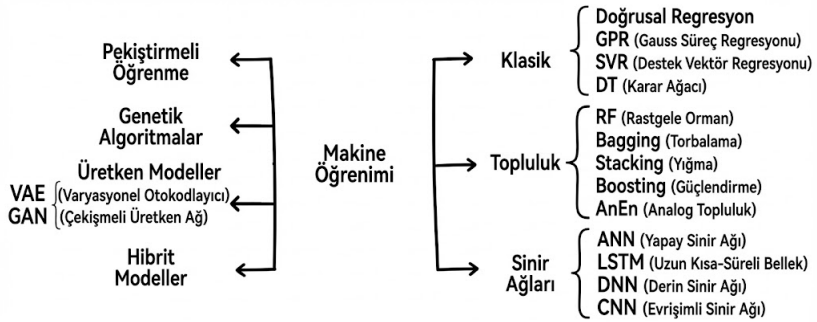 Pekiştirmeli
Öğrenme
Genetik
Algoritmalar
Üretken Modeller
VAE (Varyasyonel Otokodlayıcı)
GAN (Çekişmeli Üretken Ağ)
Hibrit
Modeller
Makine
Öğrenimi
Klasik
Doğrusal Regresyon
GPR (Gauss Süreç Regresyonu)
SVR (Destek Vektör Regresyonu)
DT (Karar Ağacı)
Topluluk
RF (Rastgele Orman)
Bagging (Torbalama)
Stacking (Yığma)
Boosting (Güçlendirme)
AnEn (Analog Topluluk)
Sinir
Ağları
ANN (Yapay Sinir Ağı)
LSTM (Uzun Kısa-Süreli Bellek)
DNN (Derin Sinir Ağı)
CNN (Evrişimli Sinir Ağı)